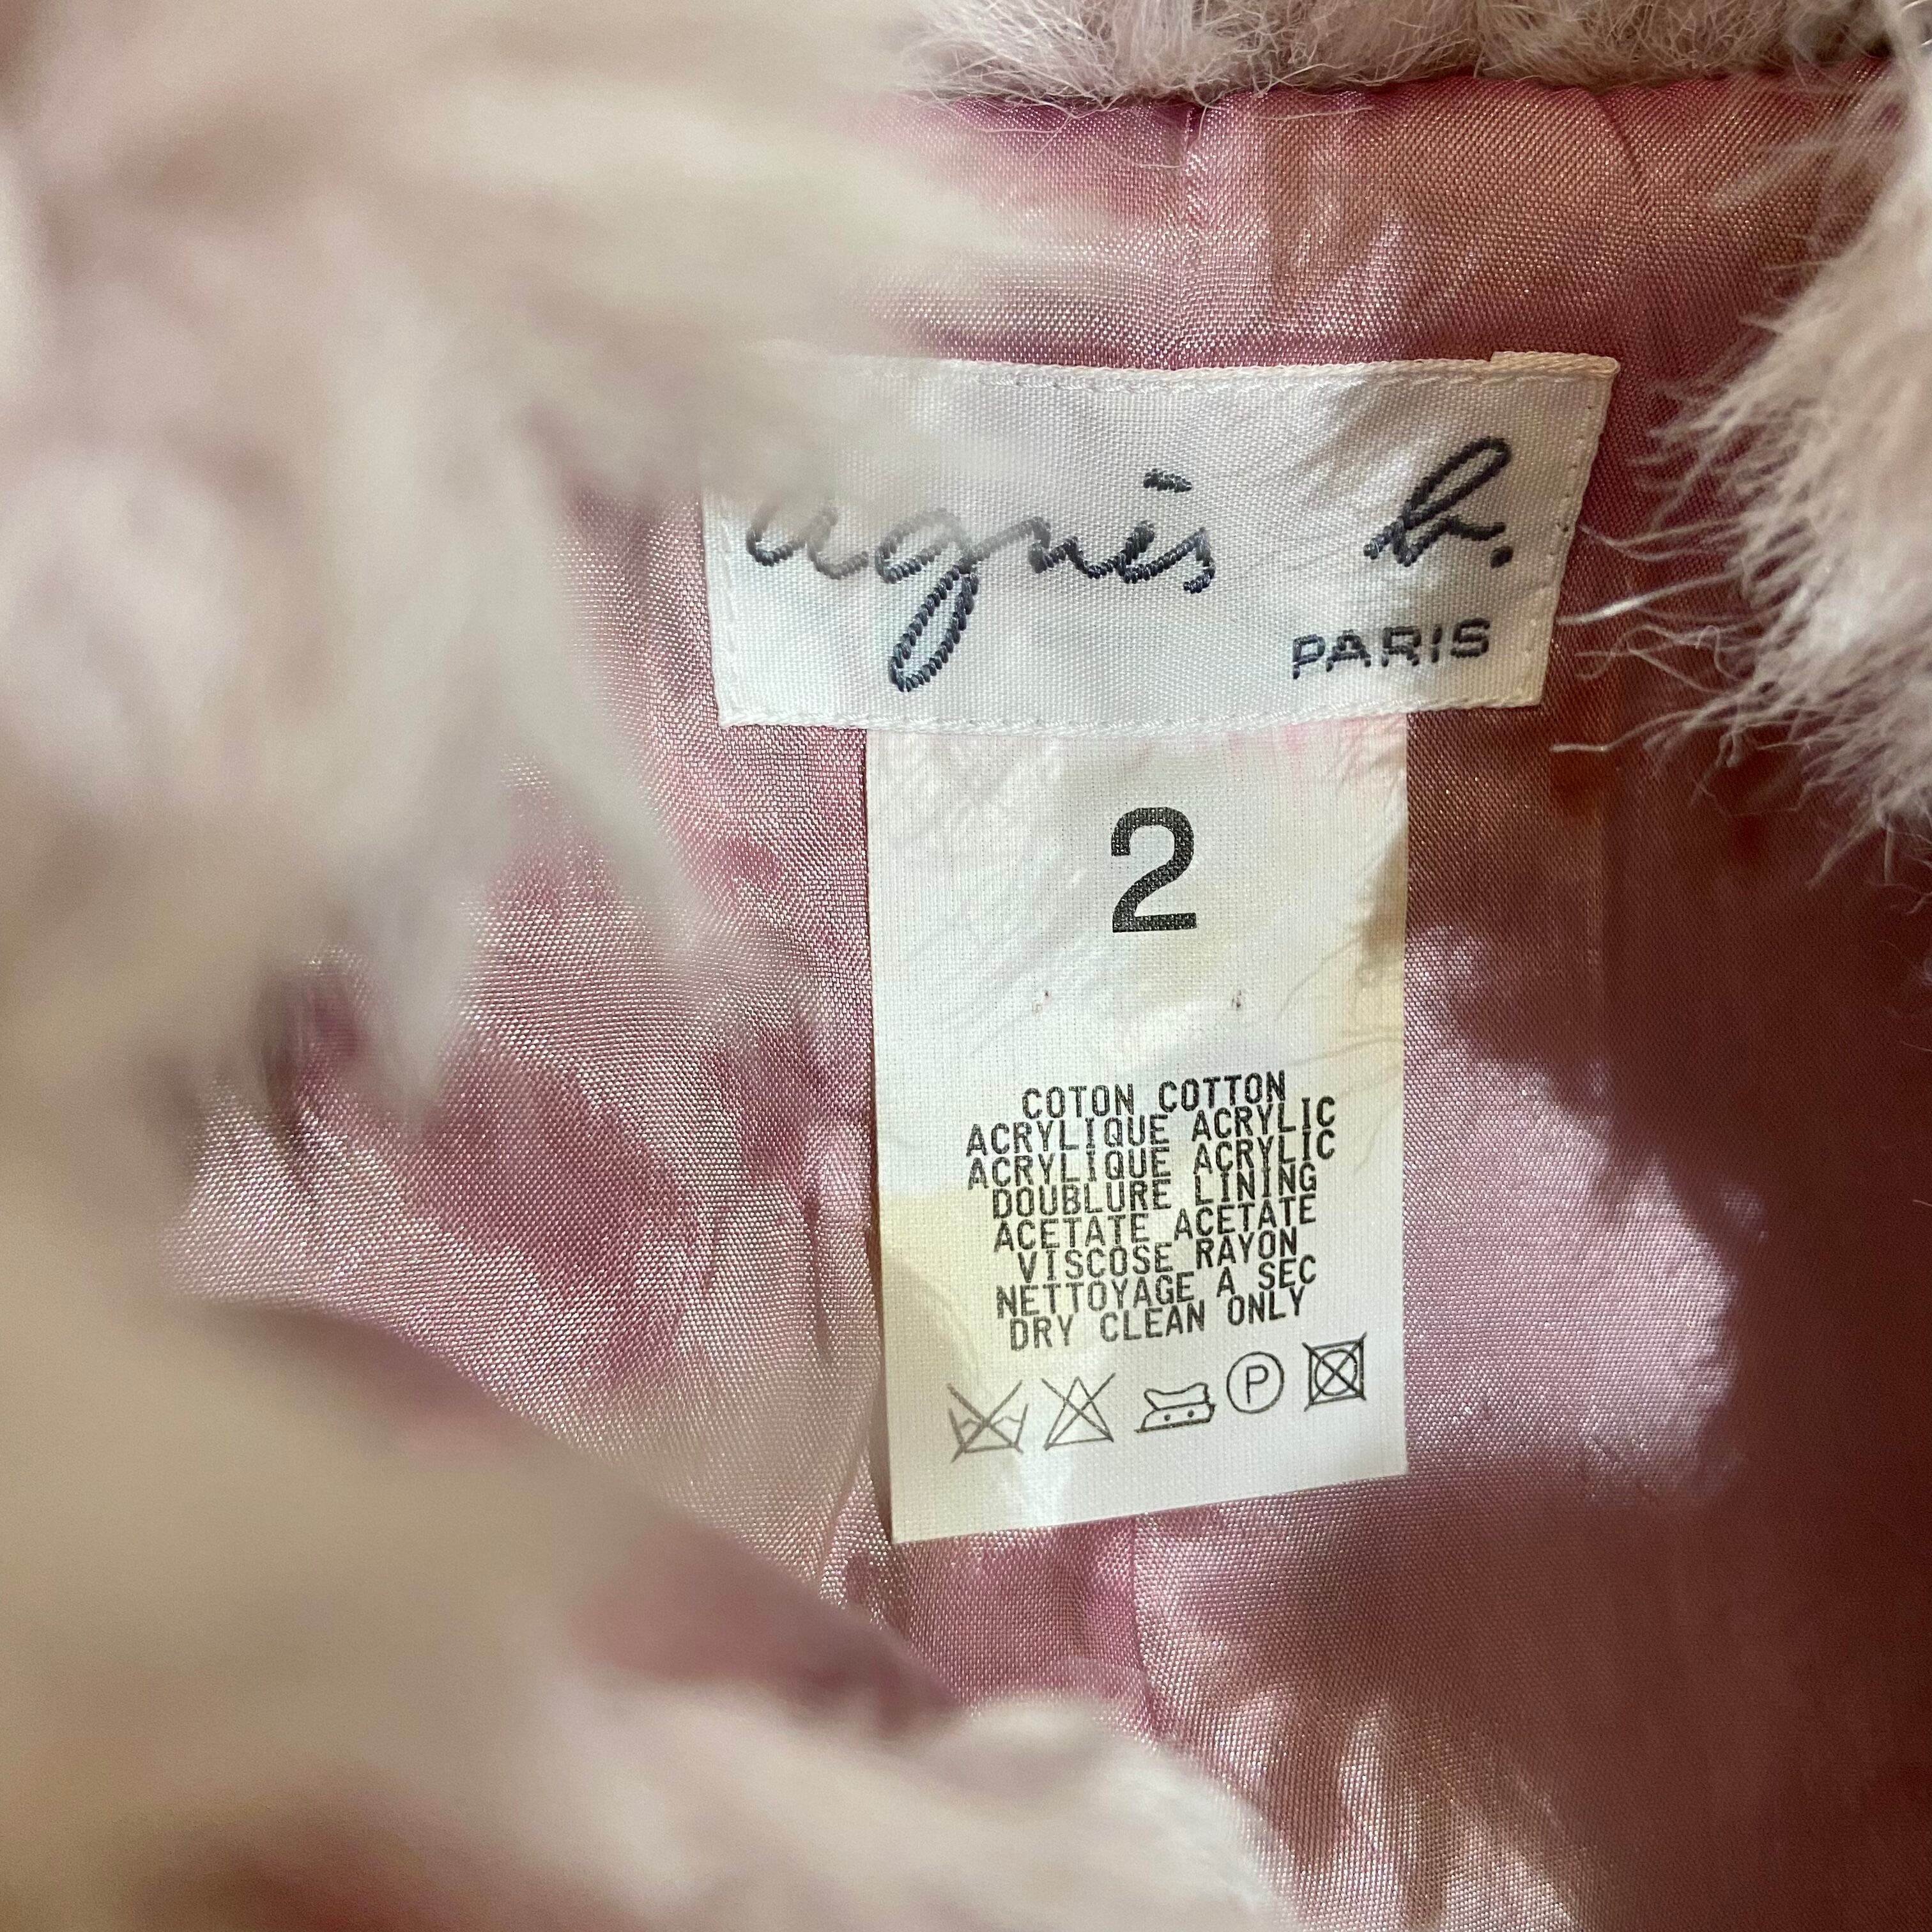 agnès b.
PARIS
2
COTON COTTON
ACRYLIQUE ACRYLIC
ACRYLIQUE ACRYLIC
DOUBLURE LINING
ACETATE ACETATE
VISCOSE RAYON
NETTOYAGE A SEC
DRY CLEAN ONLY
P